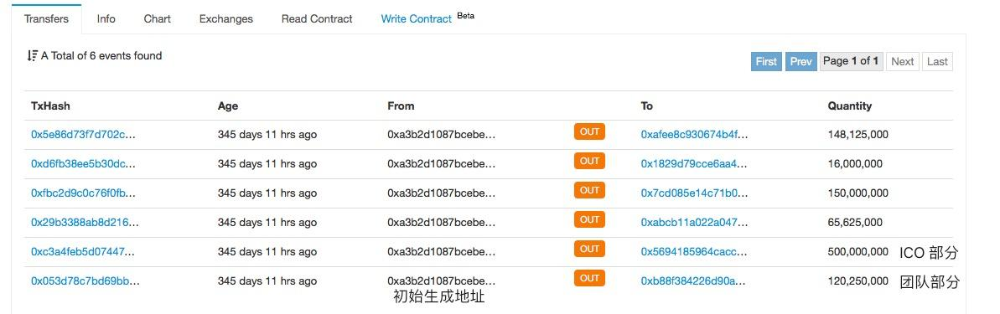 Transfers Info Chart Exchanges Read Contract Write Contract Beta
A Total of 6 events found
First Prev Page 1 of 1 Next Last
TxHash Age From To Quantity
0x5e86d73f7d702c... 345 days 11 hrs ago 0xa3b2d1087bcebe... OUT 0xafee8c930674b4f... 148,125,000
0xd6fb38ee5b30dc... 345 days 11 hrs ago 0xa3b2d1087bcebe... OUT 0x1829d79cce6aa4... 16,000,000
0xfbc2d9c0c76f0fb... 345 days 11 hrs ago 0xa3b2d1087bcebe... OUT 0x7cd085e14c71b0... 150,000,000
0x29b3388ab8d216... 345 days 11 hrs ago 0xa3b2d1087bcebe... OUT 0xabcb11a022a047... 65,625,000
0xc3a4feb5d07447... 345 days 11 hrs ago 0xa3b2d1087bcebe... OUT 0x5694185964cacc... 500,000,000 ICO 部分
0x053d78c7bd69bb... 345 days 11 hrs ago 0xa3b2d1087bcebe... OUT 0xb88f384226d90a... 120,250,000 团队部分
初始生成地址